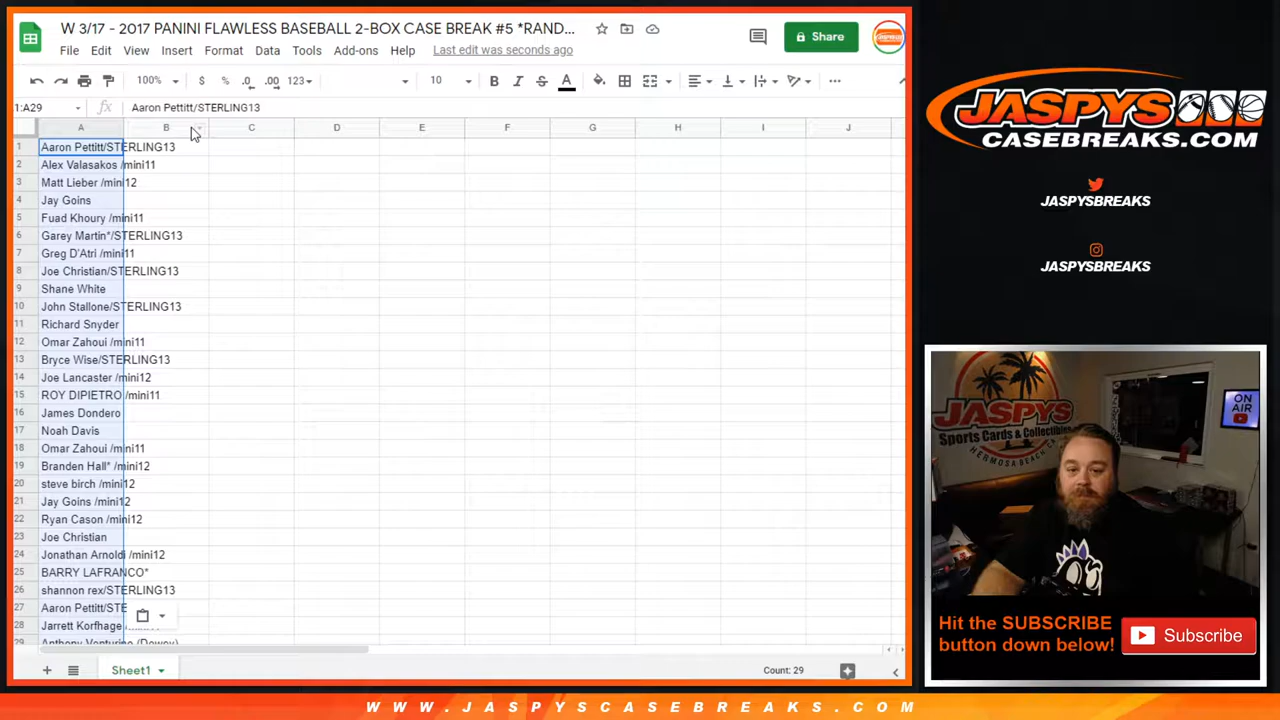 W 3/17 - 2017 PANINI FLAWLESS BASEBALL 2-BOX CASE BREAK #5 *RAND...
File Edit View Insert Format Data Tools Add-ons Help Last edit was seconds ago
Share
100% $ % .0 .00 123 10 B I S A
1:A29 fx Aaron Pettitt/STERLING13
A B C D E F G H I J
1 Aaron Pettitt/STERLING13
2 Alex Valasakos /mini11
3 Matt Lieber /mini12
4 Jay Goins
5 Fuad Khoury /mini11
6 Garey Martin*/STERLING13
7 Greg D'Atri /mini11
8 Joe Christian/STERLING13
9 Shane White
10 John Stallone/STERLING13
11 Richard Snyder
12 Omar Zahoui /mini11
13 Bryce Wise/STERLING13
14 Joe Lancaster /mini12
15 ROY DIPIETRO /mini11
16 James Dondero
17 Noah Davis
18 Omar Zahoui /mini11
19 Branden Hall* /mini12
20 steve birch /mini12
21 Jay Goins /mini12
22 Ryan Cason /mini12
23 Joe Christian
24 Jonathan Arnoldi /mini12
25 BARRY LAFRANCO*
26 shannon rex/STERLING13
27 Aaron Pettitt/STE
28 Jarrett Korfhage
29 Anthony Venturino (Dewey)
Sheet1
Count: 29
JASPYS
CASEBREAKS.COM
JASPYSBREAKS
JASPYSBREAKS
JASPYS
Sports Cards & Collectibles
HERMOSA BEACH
ON AIR
Hit the SUBSCRIBE
button down below!
Subscribe
WWW.JASPYSCASEBREAKS.COM